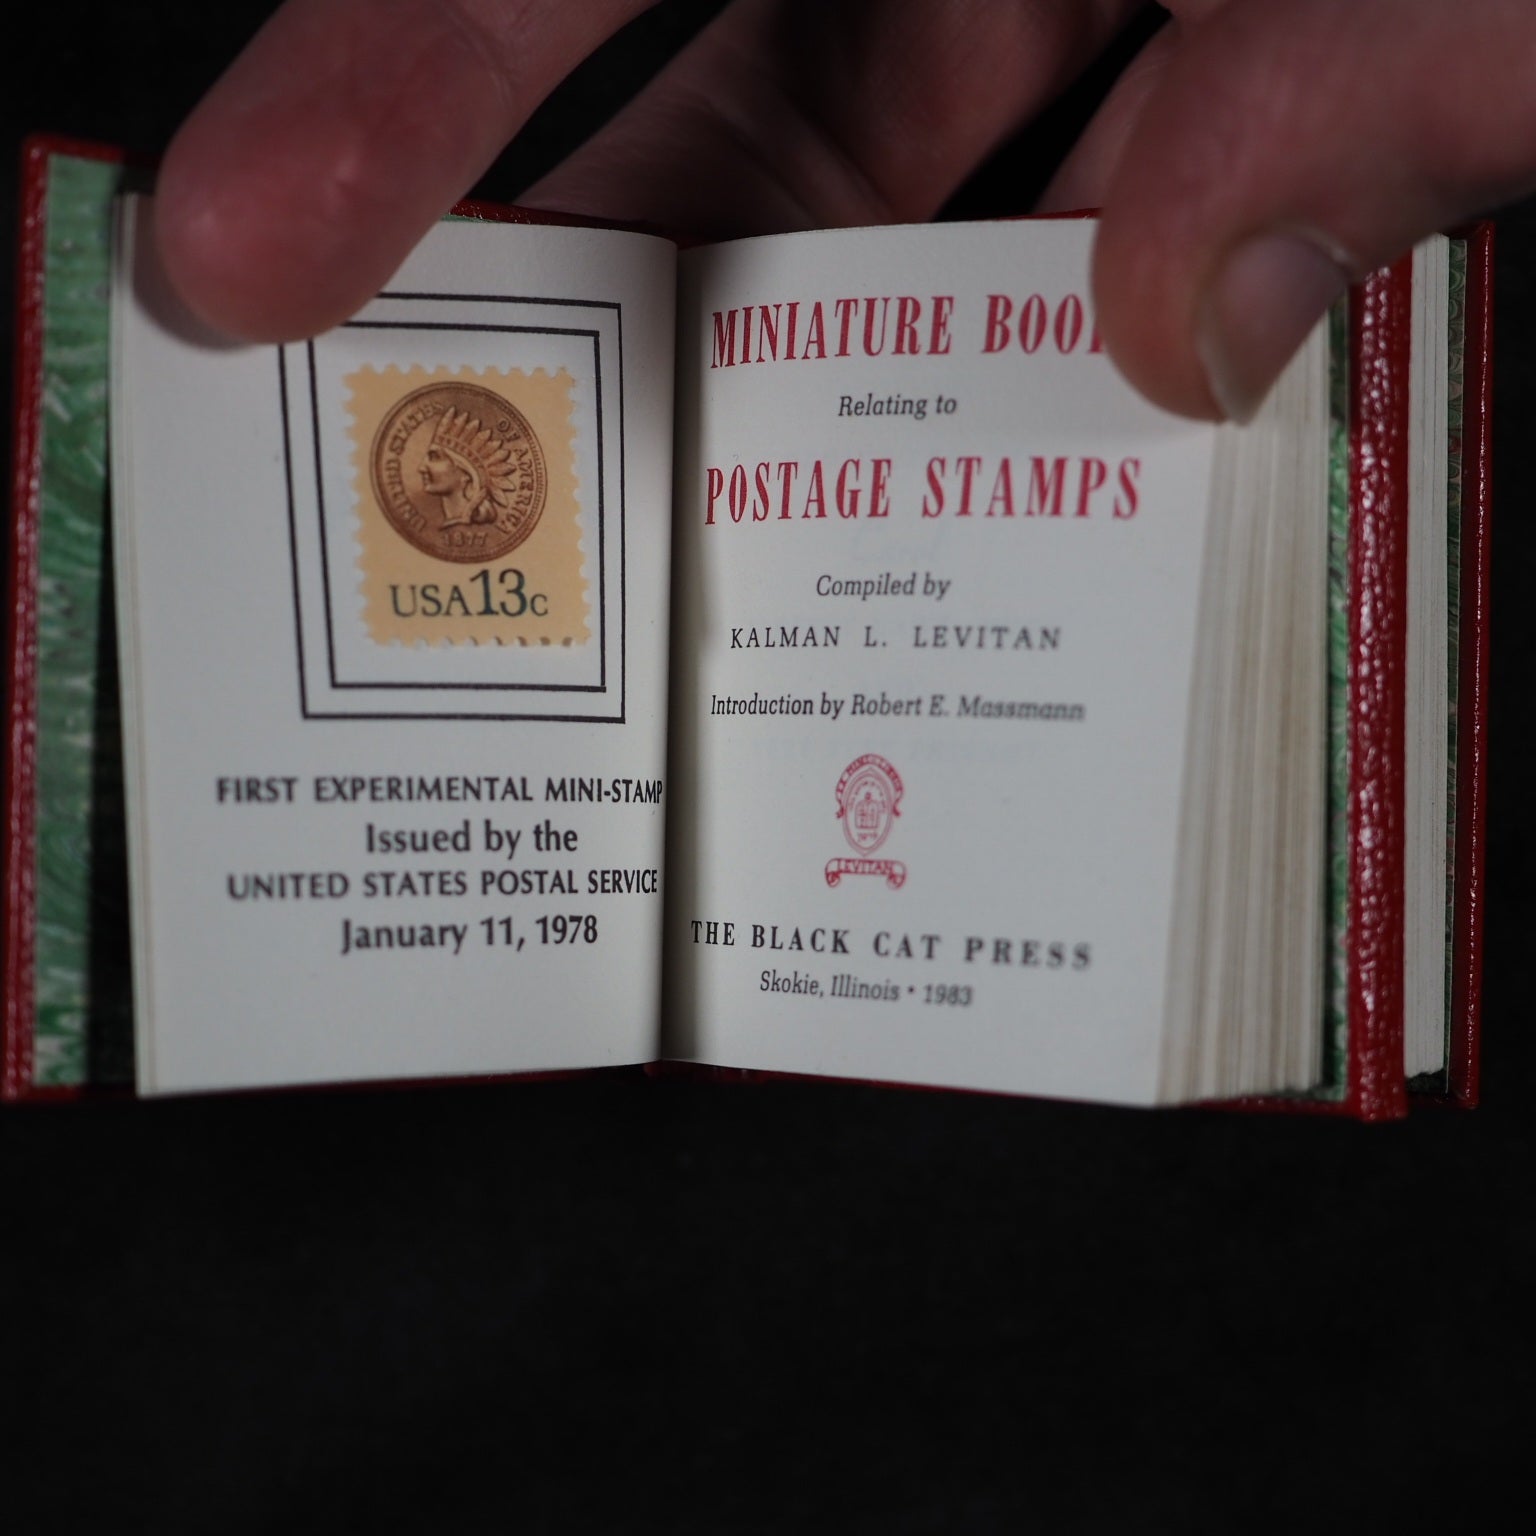 UNITED STATES OF AMERICA
1877
USA13c
FIRST EXPERIMENTAL MINI-STAMP
Issued by the
UNITED STATES POSTAL SERVICE
January 11, 1978
MINIATURE
Relating to
POSTAGE STAMPS
Compiled by
KALMAN L. LEVITAN
Introduction by Robert E. Massmann
LEVITAN
THE BLACK CAT PRESS
Skokie, Illinois • 1983